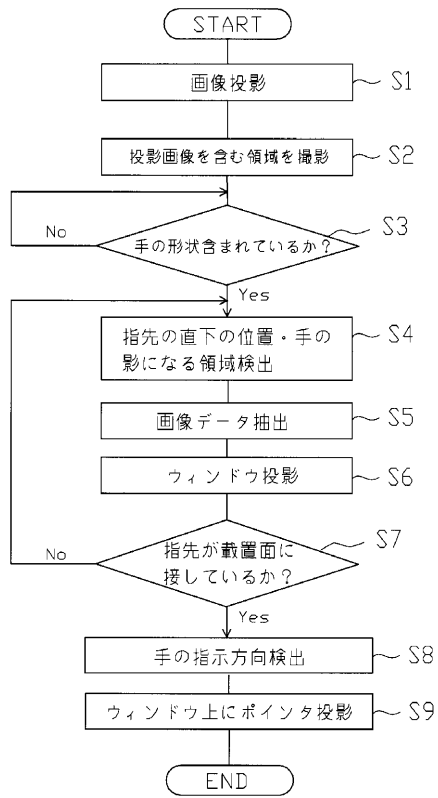 START
画像投影
S1
投影画像を含む領域を撮影
S2
手の形状含まれているか?
S3
No
Yes
指先の直下の位置・手の
影になる領域検出
S4
画像データ抽出
S5
ウィンドウ投影
S6
指先が載置面に
接しているか?
S7
No
Yes
手の指示方向検出
S8
ウィンドウ上にポインタ投影
S9
END